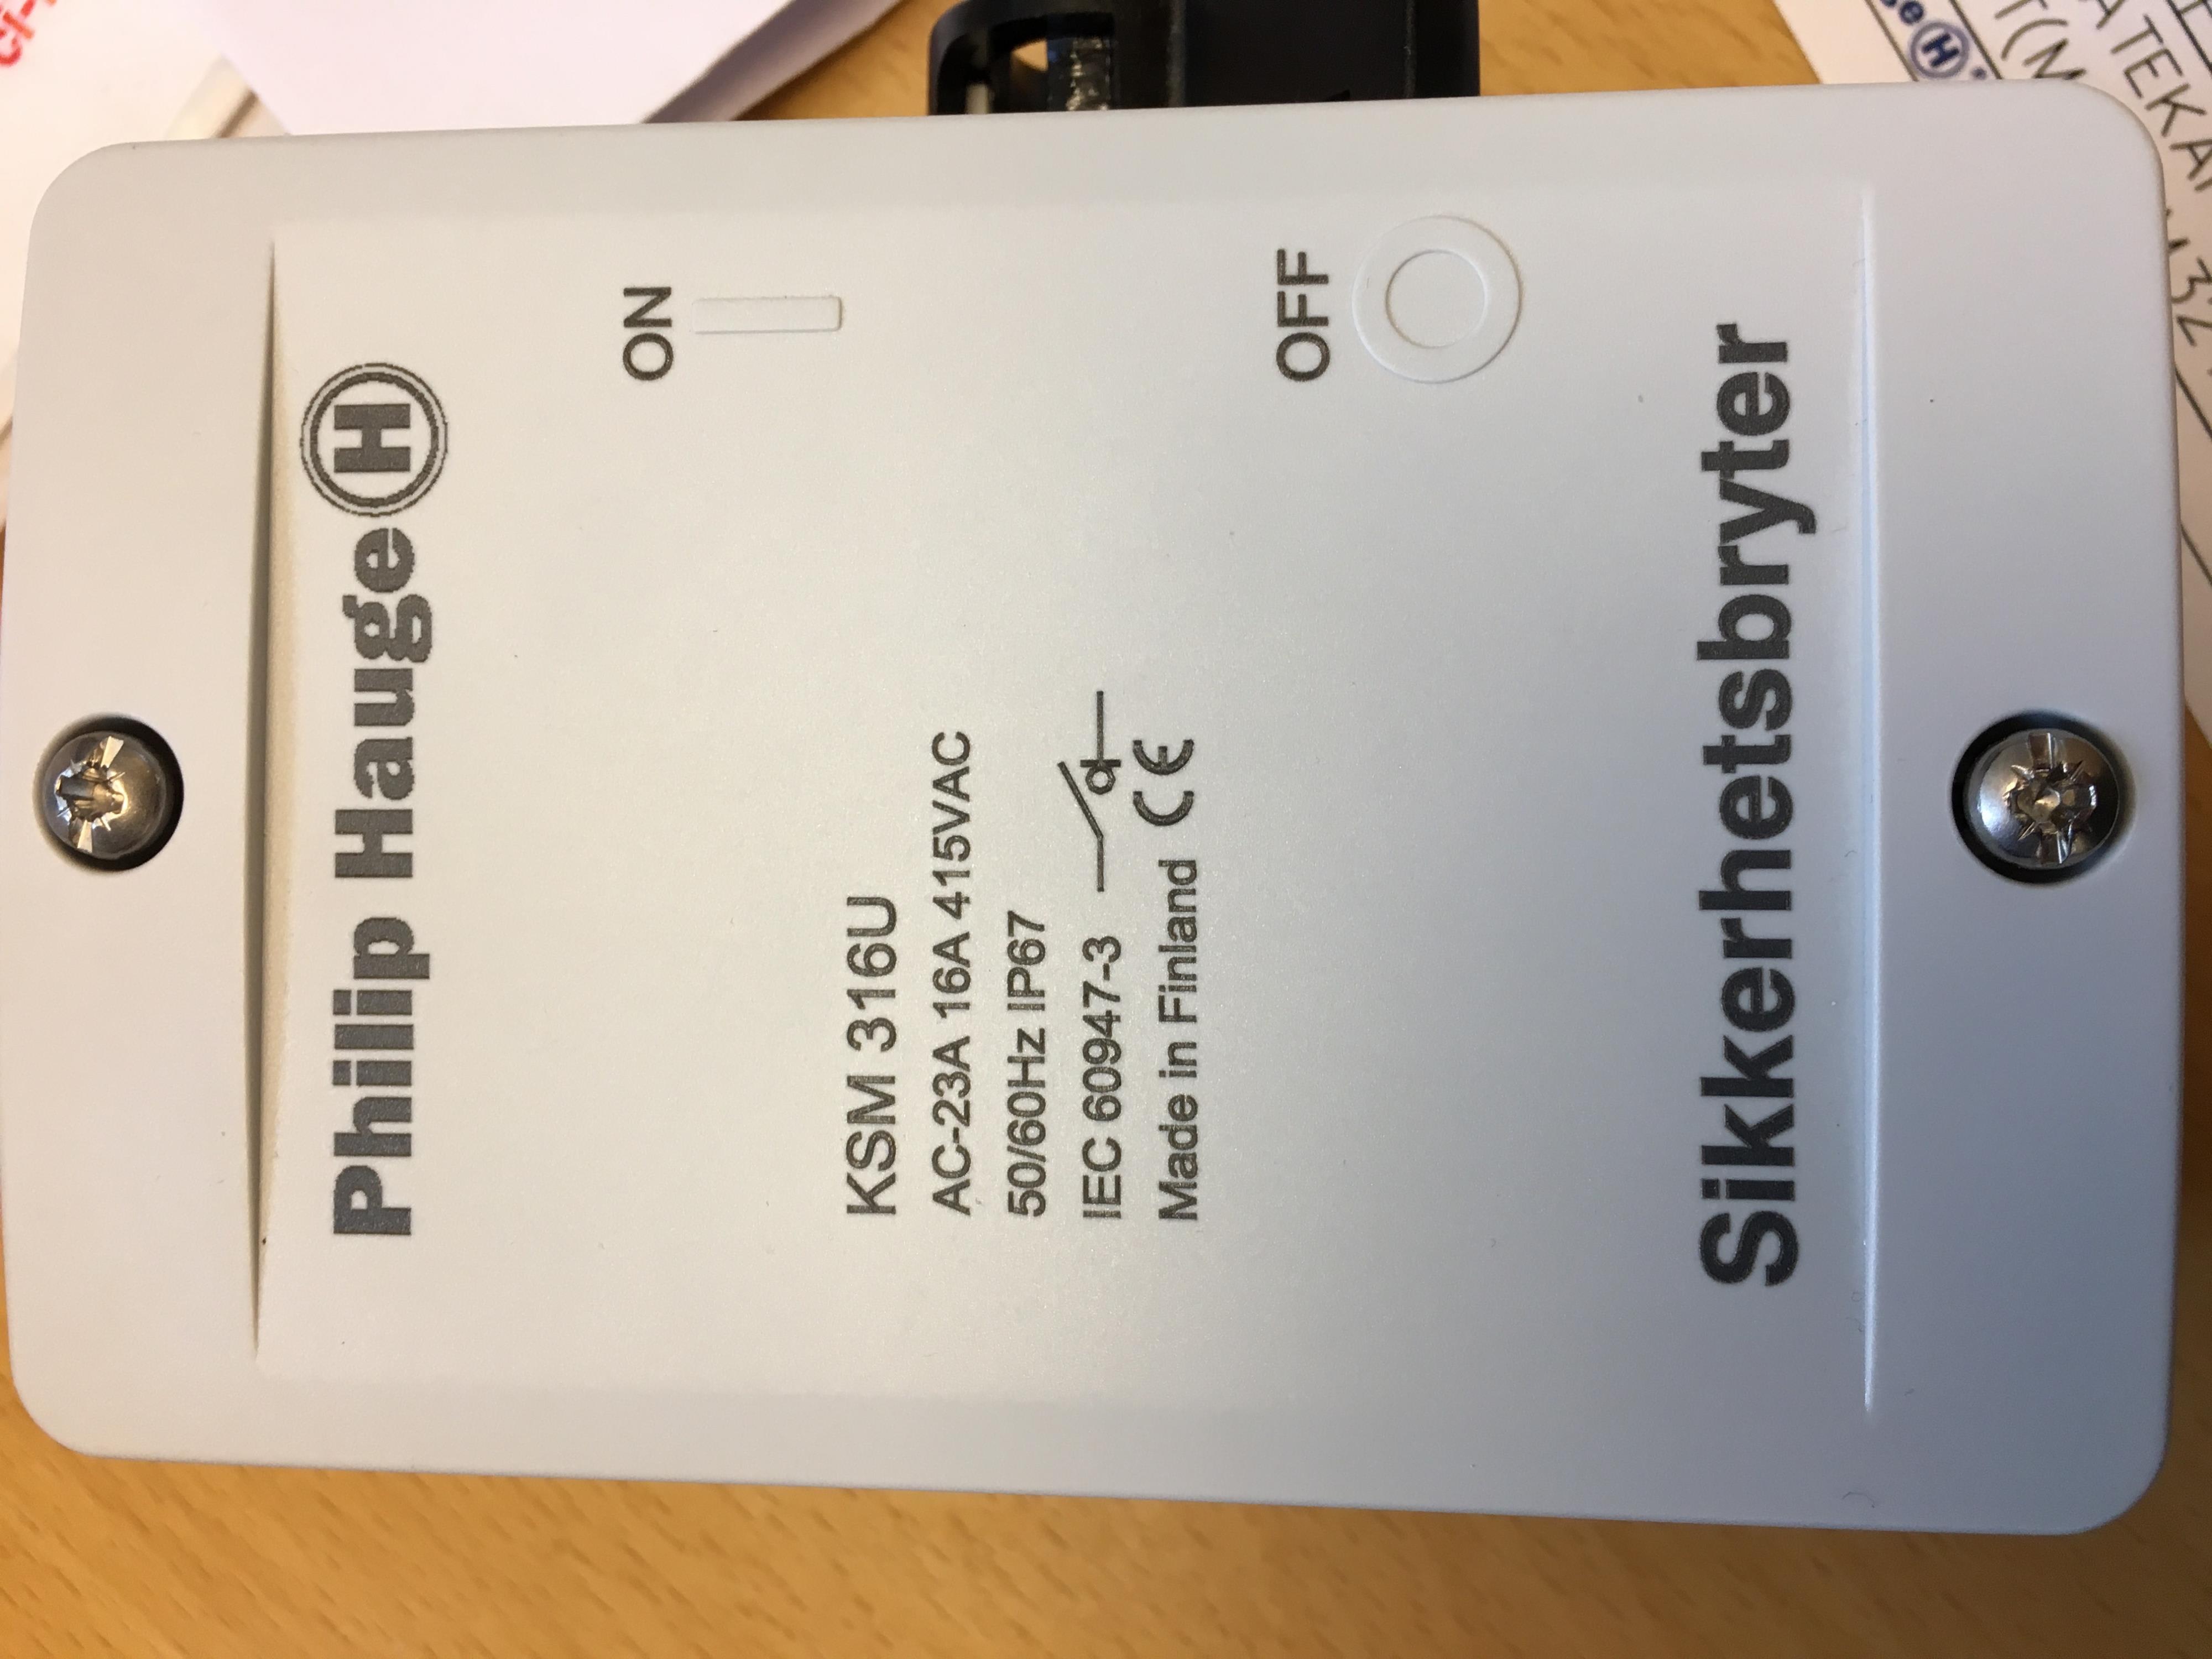 Philip Hauge H
ON
KSM 316U
AC-23A 16A 415VAC
50/60Hz IP67
IEC 60947-3
Made in Finland CE
OFF
Sikkerhetsbryter